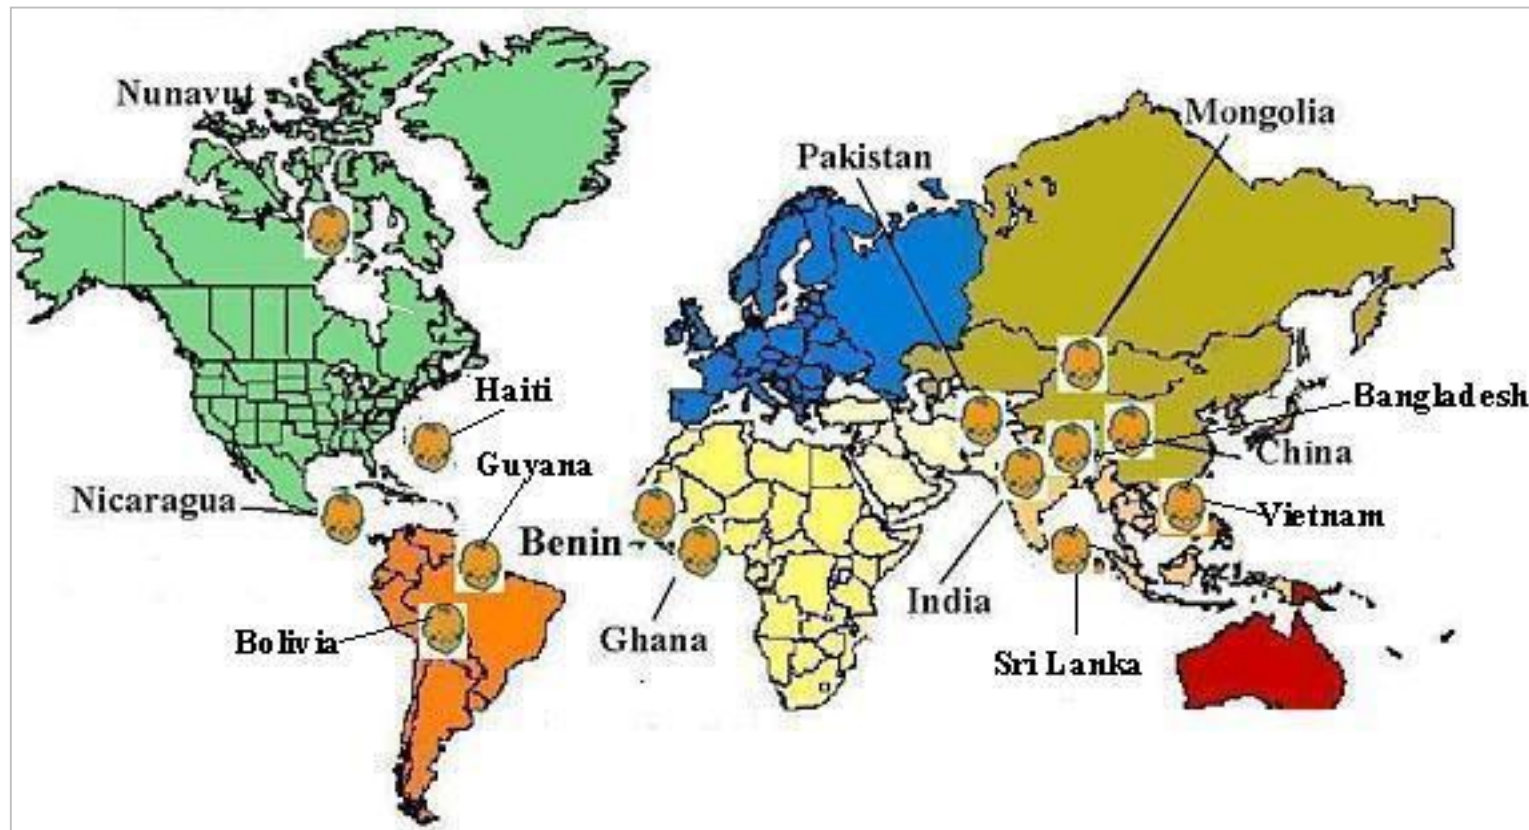 Nunavut
Mongolia
Pakistan
Haiti
Bangladesh
Guyana
China
Nicaragua
Vietnam
Benin
India
Ghana
Bolivia
Sri Lanka